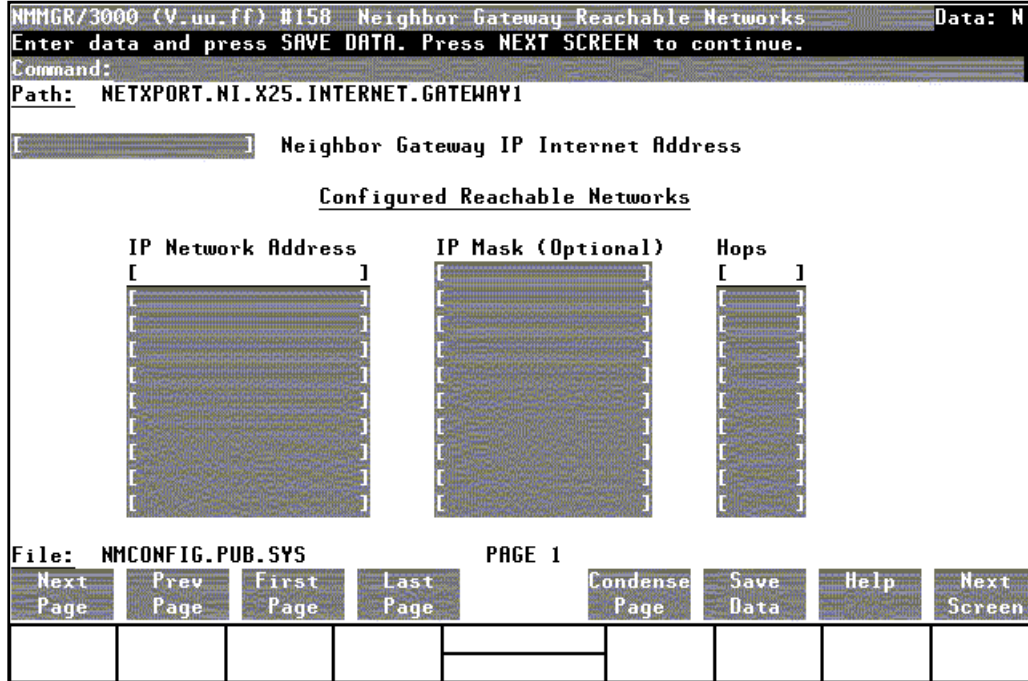 NMMGR/3000 (V.uu.ff) #158 Neighbor Gateway Reachable Networks Data: N
Enter data and press SAVE DATA. Press NEXT SCREEN to continue.
Command:
Path: NETXPORT.NI.X25.INTERNET.GATEWAY1
[ ] Neighbor Gateway IP Internet Address
Configured Reachable Networks
IP Network Address IP Mask (Optional) Hops
[ ] [ ] [ ]
[ ] [ ] [ ]
[ ] [ ] [ ]
[ ] [ ] [ ]
[ ] [ ] [ ]
[ ] [ ] [ ]
[ ] [ ] [ ]
[ ] [ ] [ ]
[ ] [ ] [ ]
[ ] [ ] [ ]
File: NMCONFIG.PUB.SYS PAGE 1
Next Prev First Last Condense Save Help Next
Page Page Page Page Page Data Screen